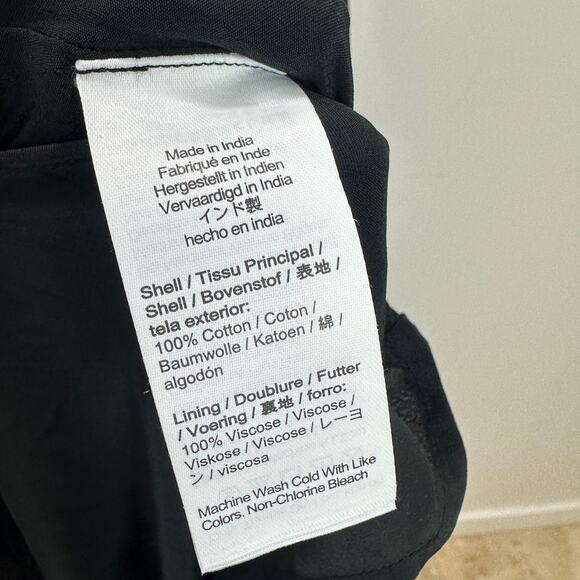 Made in India
Fabriqué en Inde
Hergestellt in Indien
Vervaardigd in India
インド製
hecho en india
Shell / Tissu Principal /
Shell / Bovenstof / 表地 /
tela exterior:
100% Cotton / Coton /
Baumwolle / Katoen / 綿 /
algodón
Lining / Doublure / Futter
/ Voering / 裏地 / forro:
100% Viscose / Viscose /
Viskose / Viscose / レーヨ
ン / viscosa
Machine Wash Cold With Like
Colors. Non-Chlorine Bleach